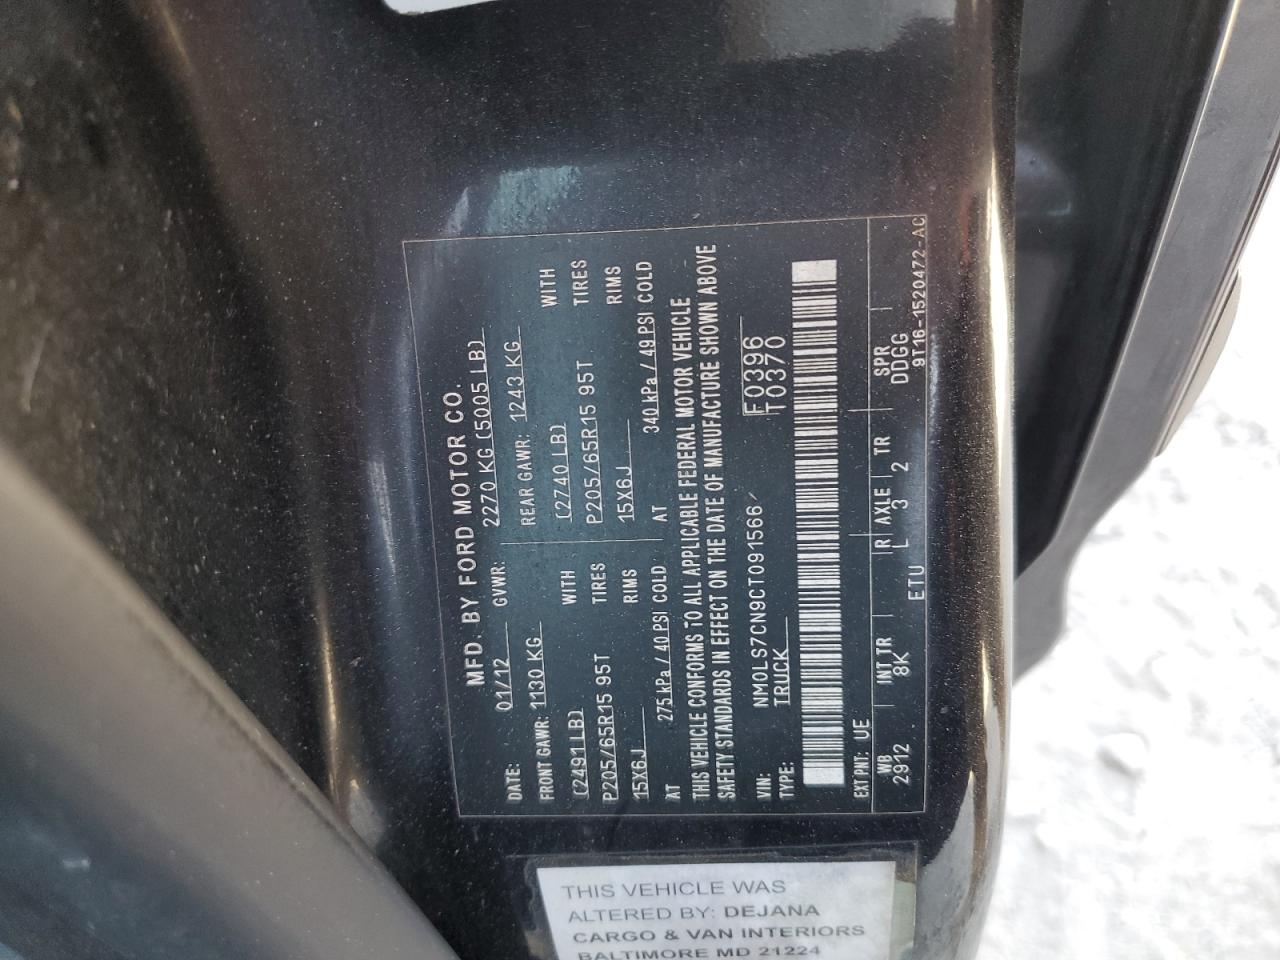 MFD. BY FORD MOTOR CO.
DATE: 01/12 GVWR: 2270 KG (5005 LB)
FRONT GAWR: 1130 KG REAR GAWR: 1243 KG
(2491 LB) WITH (2740 LB) WITH
P205/65R15 95T TIRES P205/65R15 95T TIRES
15X6J RIMS 15X6J RIMS
AT 275 kPa / 40 PSI COLD AT 340 kPa / 49 PSI COLD
THIS VEHICLE CONFORMS TO ALL APPLICABLE FEDERAL MOTOR VEHICLE
SAFETY STANDARDS IN EFFECT ON THE DATE OF MANUFACTURE SHOWN ABOVE
VIN: NM0LS7CN9CT091566 F0396
TYPE: TRUCK T0370
EXT PNT: UE
WB INT TR R AXLE TR SPR
2912 8K L 3 2 DDGG
ETU 9T16-1520472-AC
THIS VEHICLE WAS
ALTERED BY: DEJANA
CARGO & VAN INTERIORS
BALTIMORE MD 21224